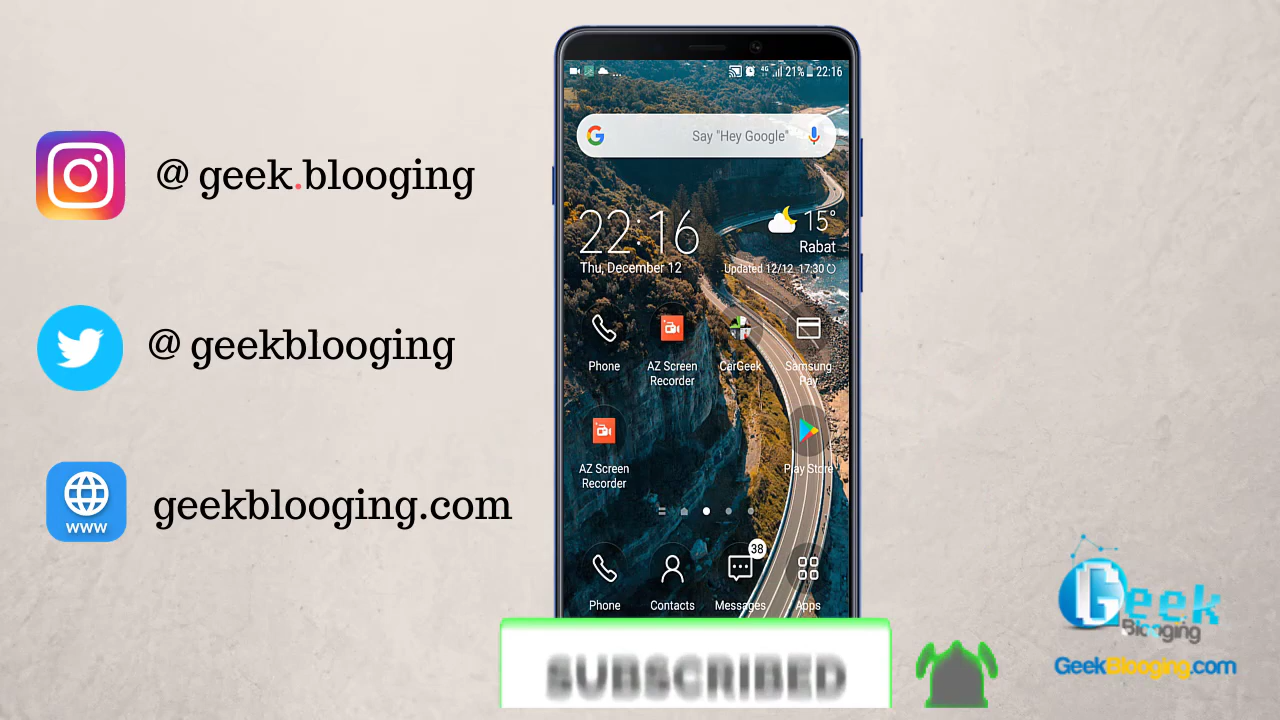 @ geek.blooging
@ geekblooging
www
geekblooging.com
4G 21% 22:16
Say "Hey Google"
22:16
Thu, December 12
15°
Rabat
Updated 12/12 17:30
Phone
AZ Screen
Recorder
CarGeek
Samsung
Pay
AZ Screen
Recorder
Play Store
38
Phone
Contacts
Messages
Apps
SUBSCRIBED
Geek
Blooging
GeekBlooging.com